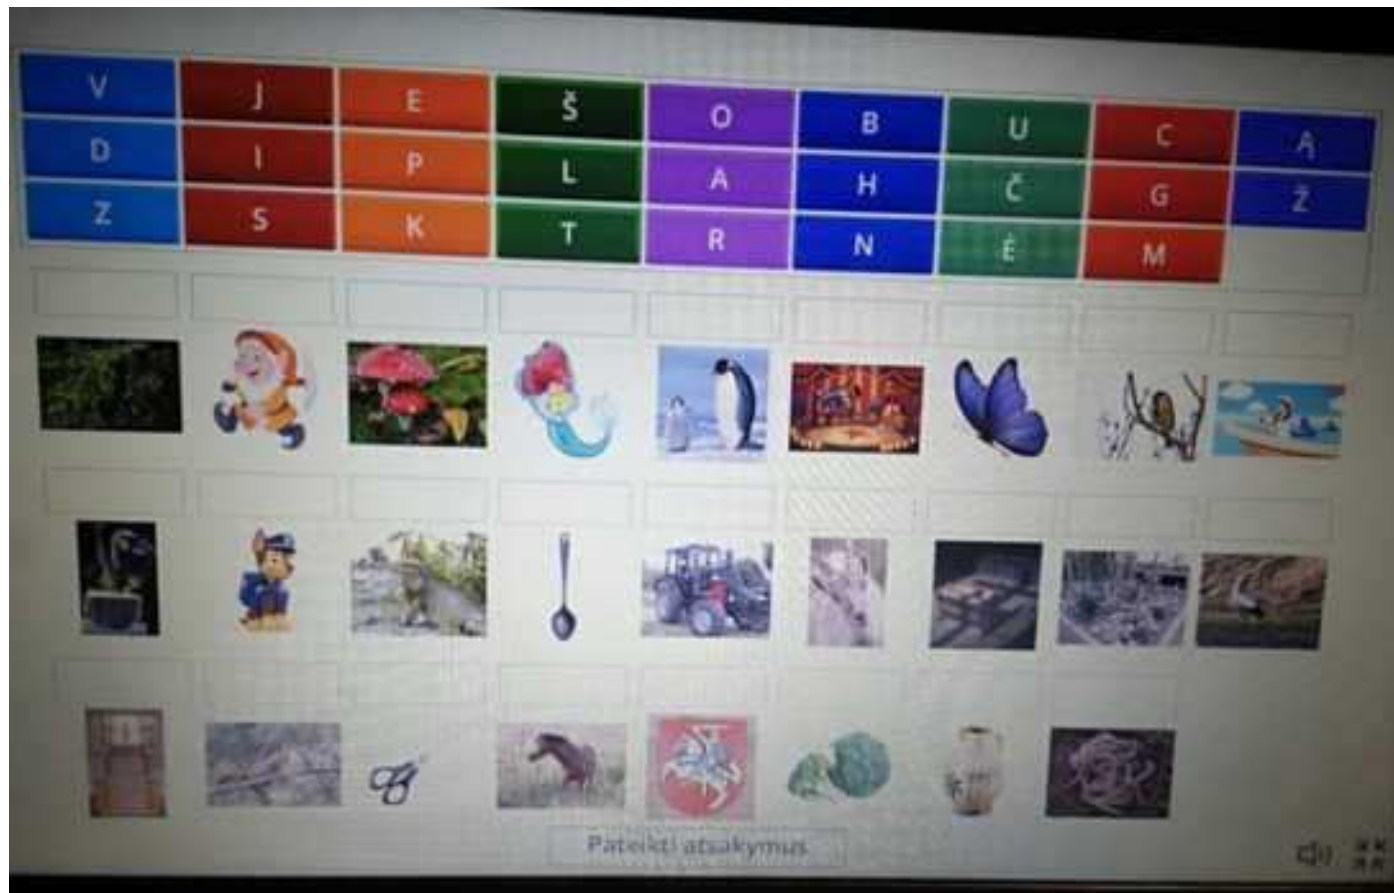 V J E Š O B U C Ą
D I P L A H Č G Ž
Z S K T R N Ė M
Pateikti atsakymus